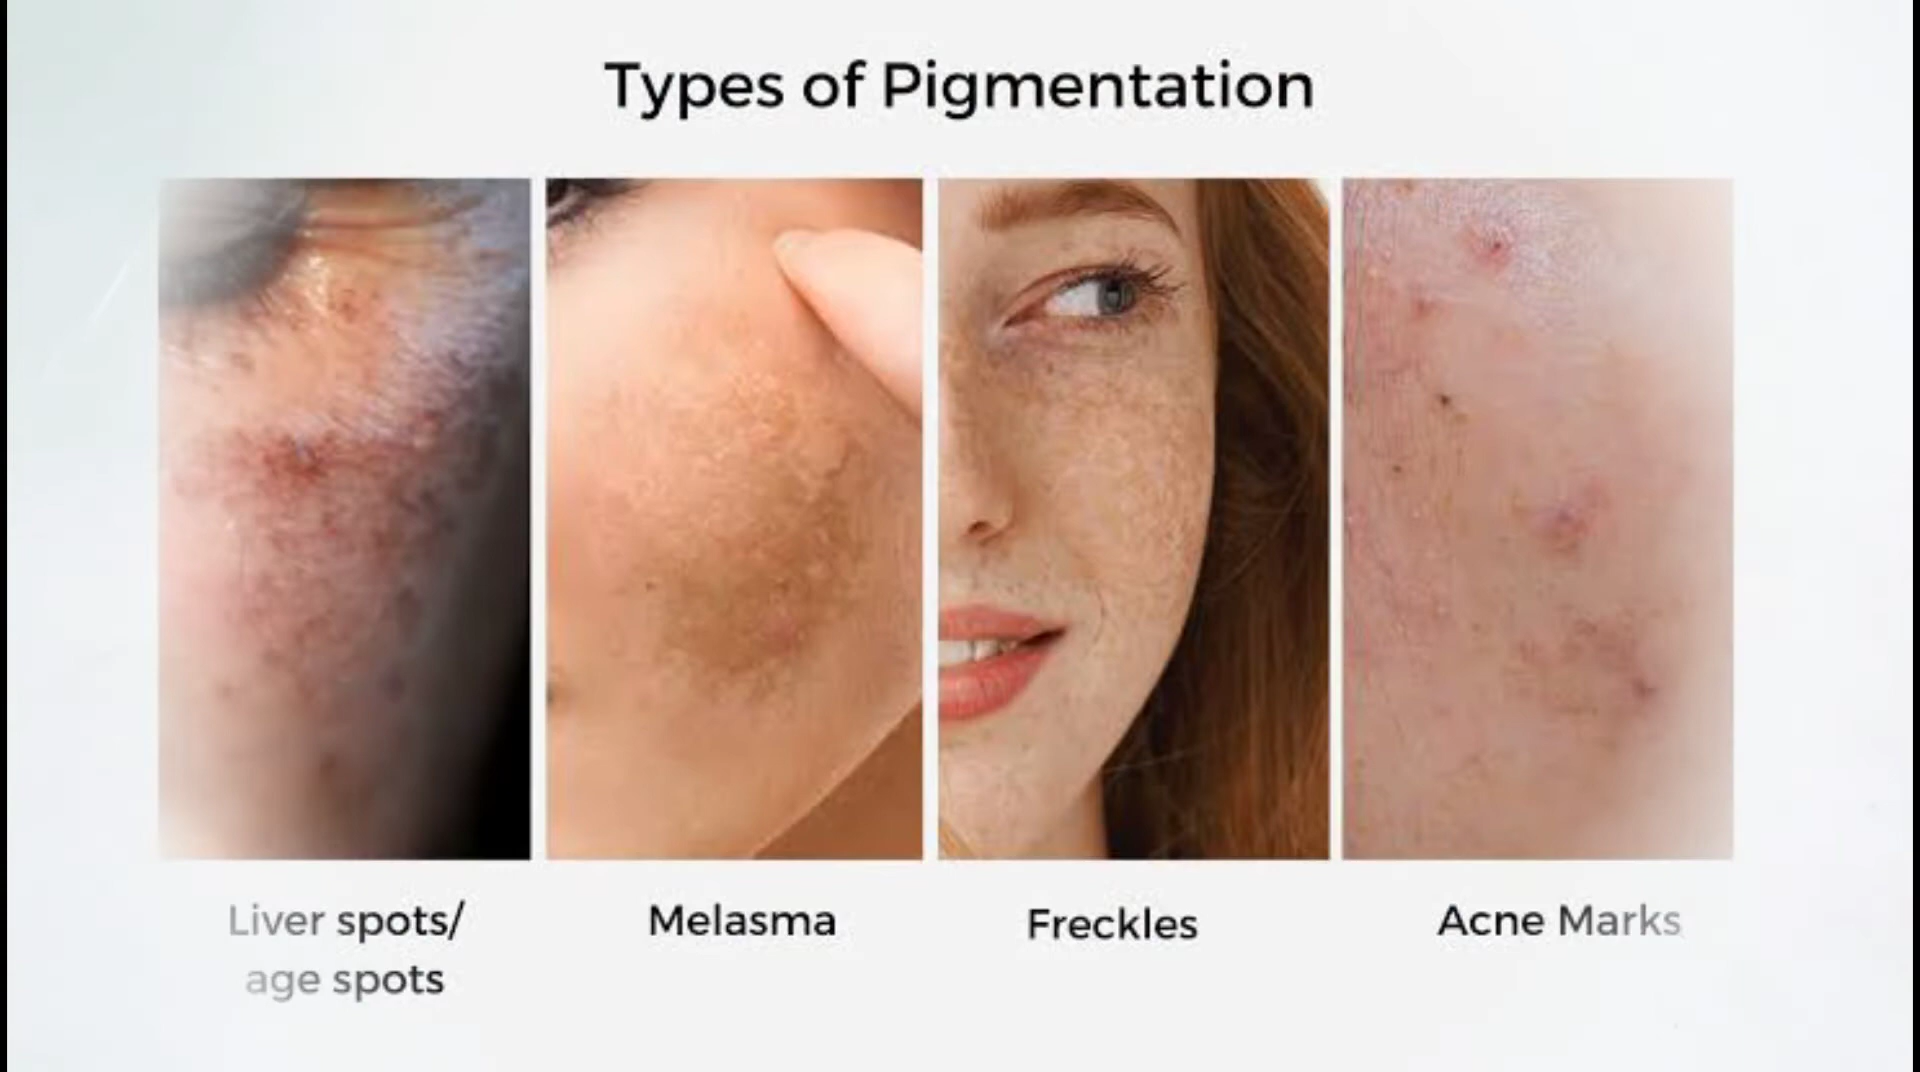 Types of Pigmentation
Liver spots/
age spots
Melasma
Freckles
Acne Marks